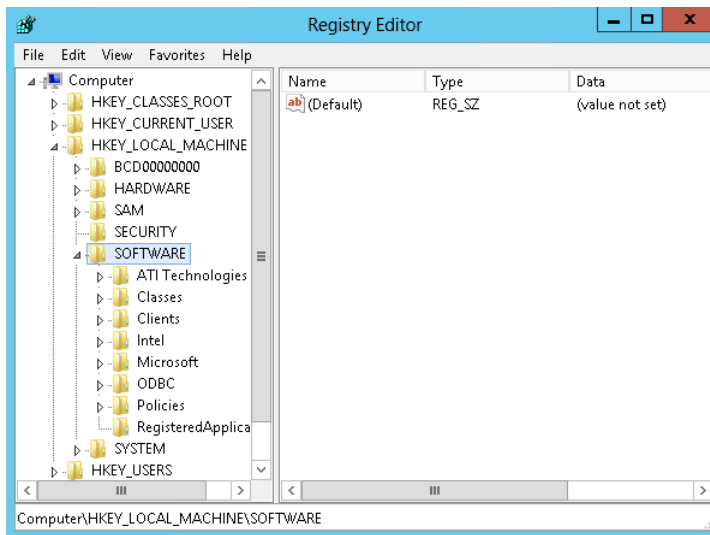 Registry Editor
File Edit View Favorites Help
Computer
HKEY_CLASSES_ROOT
HKEY_CURRENT_USER
HKEY_LOCAL_MACHINE
BCD00000000
HARDWARE
SAM
SECURITY
SOFTWARE
ATI Technologies
Classes
Clients
Intel
Microsoft
ODBC
Policies
RegisteredApplica
SYSTEM
HKEY_USERS
Name Type Data
ab (Default) REG_SZ (value not set)
Computer\HKEY_LOCAL_MACHINE\SOFTWARE